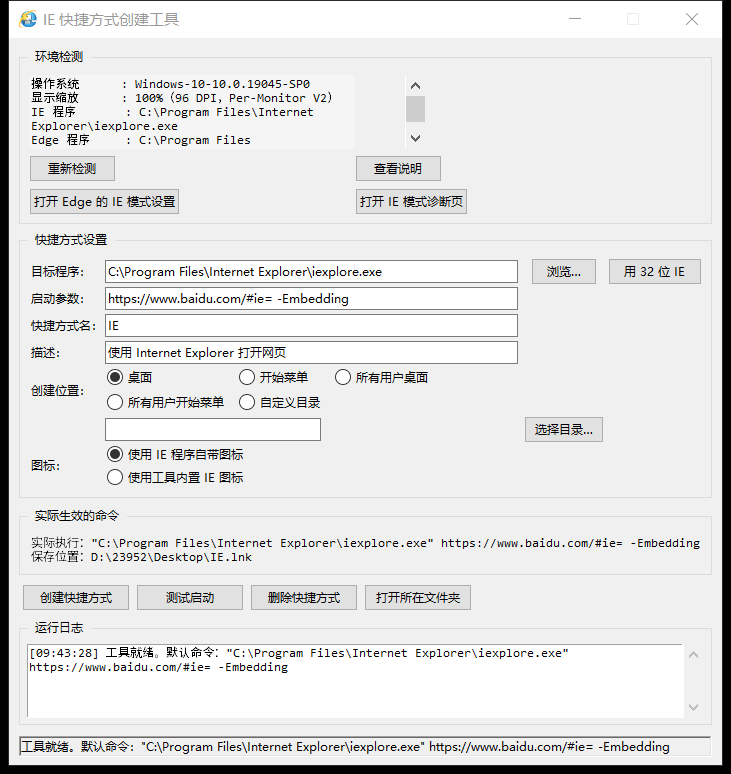 IE 快捷方式创建工具
环境检测
操作系统 : Windows-10-10.0.19045-SP0
显示缩放 : 100% (96 DPI, Per-Monitor V2)
IE 程序 : C:\Program Files\Internet
Explorer\iexplore.exe
Edge 程序 : C:\Program Files
重新检测 查看说明
打开 Edge 的 IE 模式设置 打开 IE 模式诊断页
快捷方式设置
目标程序: C:\Program Files\Internet Explorer\iexplore.exe 浏览... 用 32 位 IE
启动参数: https://www.baidu.com/#ie= -Embedding
快捷方式名: IE
描述: 使用 Internet Explorer 打开网页
创建位置: 桌面 开始菜单 所有用户桌面
所有用户开始菜单 自定义目录
选择目录...
图标: 使用 IE 程序自带图标
使用工具内置 IE 图标
实际生效的命令
实际执行: "C:\Program Files\Internet Explorer\iexplore.exe" https://www.baidu.com/#ie= -Embedding
保存位置: D:\23952\Desktop\IE.lnk
创建快捷方式 测试启动 删除快捷方式 打开所在文件夹
运行日志
[09:43:28] 工具就绪。默认命令: "C:\Program Files\Internet Explorer\iexplore.exe"
https://www.baidu.com/#ie= -Embedding
工具就绪。默认命令: "C:\Program Files\Internet Explorer\iexplore.exe" https://www.baidu.com/#ie= -Embedding